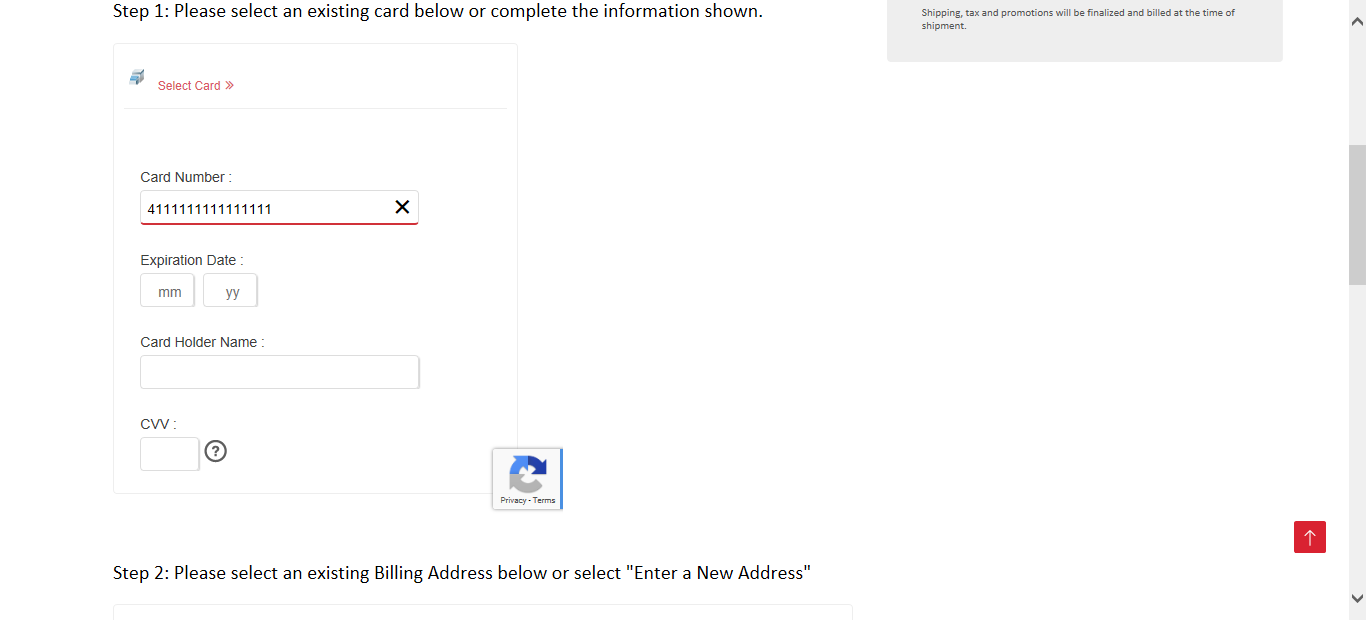 Step 1: Please select an existing card below or complete the information shown.
Shipping, tax and promotions will be finalized and billed at the time of
shipment.
Select Card »
Card Number :
4111111111111111
Expiration Date :
mm yy
Card Holder Name :
CVV :
?
Privacy - Terms
Step 2: Please select an existing Billing Address below or select "Enter a New Address"